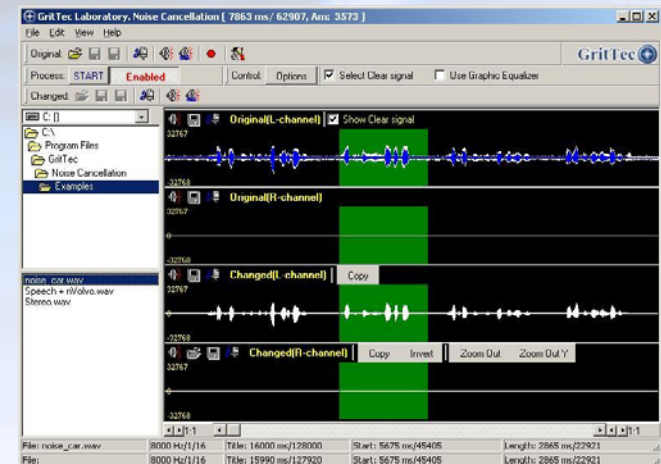 GritTec Laboratory. Noise Cancellation [ 7863 ms/ 62907, Am: 3573 ]
File Edit View Help
Original:
GritTec
Process: START Enabled Control: Options Select Clear signal Use Graphic Equalizer
Changed:
C: []
C:\
Program Files
GritTec
Noise Cancellation
Examples
Original(L-channel) Show Clear signal
32767
-32768
Original(R-channel)
32767
0
-32768
noise_car.wav
Speech + nVolvo.wav
Stereo.wav
Changed(L-channel) Copy
32767
-32768
Changed(R-channel) Copy Invert Zoom Out Zoom Out Y
32767
0
-32768
1:1 1:1
File: noise_car.wav 8000 Hz/1/16 Title: 16000 ms/128000 Start: 5675 ms/45405 Length: 2865 ms/22921
File: 8000 Hz/1/16 Title: 15990 ms/127920 Start: 5675 ms/45405 Length: 2865 ms/22921